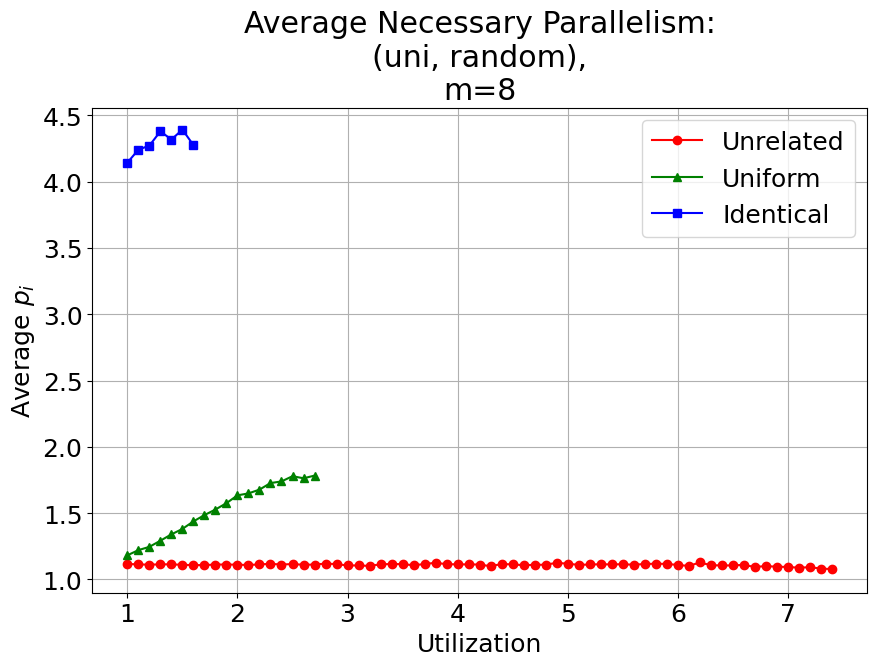 Average Necessary Parallelism:
(uni, random),
m=8
4.5
4.0
3.5
3.0
2.5
2.0
1.5
1.0
Average $p_i$
Unrelated
Uniform
Identical
1 2 3 4 5 6 7
Utilization